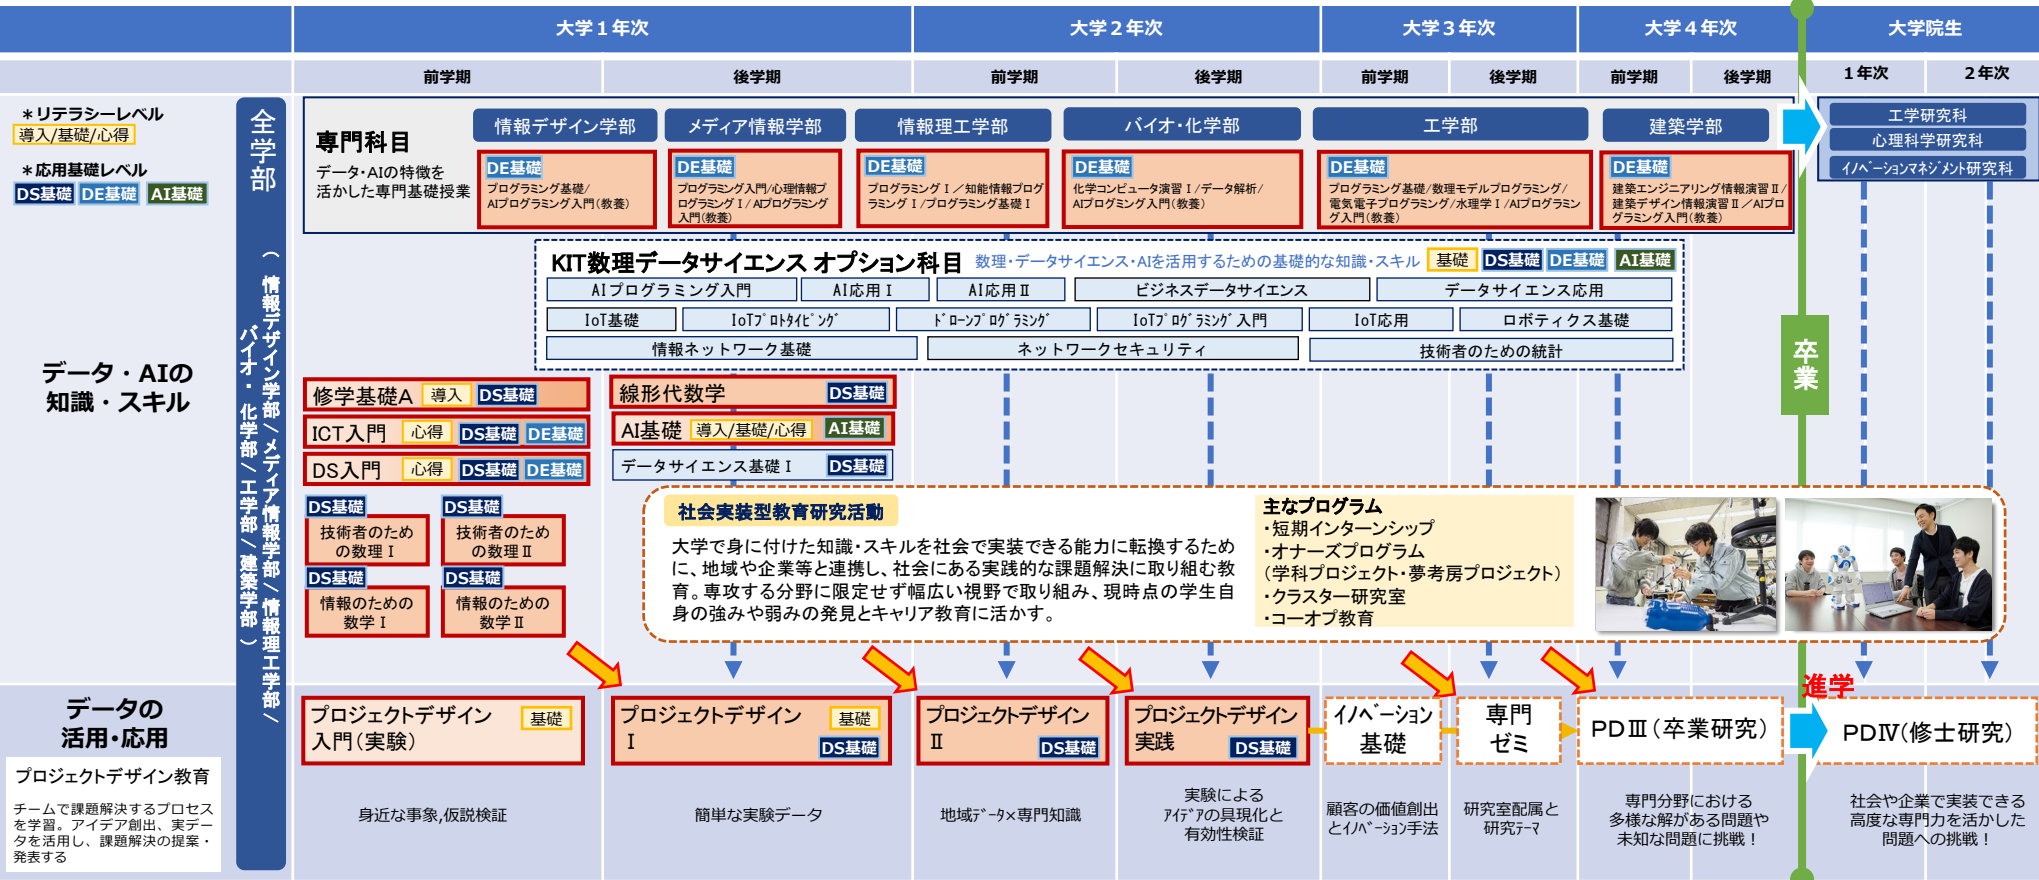 大学１年次
大学２年次
大学３年次
大学４年次
大学院生
前学期
後学期
前学期
後学期
前学期
後学期
前学期
後学期
１年次
２年次
＊リテラシーレベル
導入/基礎/心得
＊応用基礎レベル
DS基礎 DE基礎 AI基礎
全学部
（情報デザイン学部／メディア情報学部／情報理工学部／
バイオ・化学部／工学部／建築学部）
専門科目
データ・AIの特徴を
活かした専門基礎授業
情報デザイン学部
DE基礎
プログラミング基礎/
AIプログラミング入門(教養)
メディア情報学部
DE基礎
プログラミング入門/心理情報プ
ログラミングⅠ/AIプログラミング
入門(教養)
情報理工学部
DE基礎
プログラミングⅠ／知能情報プログ
ラミングⅠ/プログラミング基礎Ⅰ
バイオ・化学部
DE基礎
化学コンピュータ演習Ⅰ/データ解析/
AIプログラミング入門(教養)
工学部
DE基礎
プログラミング基礎/数理モデルプログラミング/
電気電子プログラミング/水理学Ⅰ/AIプログラミン
グ入門(教養)
建築学部
DE基礎
建築エンジニアリング情報演習Ⅱ/
建築デザイン情報演習Ⅱ／AIプロ
グラミング入門(教養)
工学研究科
心理科学研究科
ｲﾉﾍﾞｰｼｮﾝﾏﾈｼﾞﾒﾝﾄ研究科
KIT数理データサイエンス オプション科目 数理・データサイエンス・AIを活用するための基礎的な知識・スキル 基礎 DS基礎 DE基礎 AI基礎
AIプログラミング入門
AI応用Ⅰ
AI応用Ⅱ
ビジネスデータサイエンス
データサイエンス応用
IoT基礎
IoTﾌﾟﾛﾄﾀｲﾋﾟﾝｸﾞ
ﾄﾞﾛｰﾝﾌﾟﾛｸﾞﾗﾐﾝｸﾞ
IoTﾌﾟﾛｸﾞﾗﾐﾝｸﾞ入門
IoT応用
ロボティクス基礎
情報ネットワーク基礎
ネットワークセキュリティ
技術者のための統計
データ・AIの
知識・スキル
修学基礎A 導入 DS基礎
ICT入門 心得 DS基礎 DE基礎
DS入門 心得 DS基礎 DE基礎
線形代数学 DS基礎
AI基礎 導入/基礎/心得 AI基礎
データサイエンス基礎Ⅰ DS基礎
DS基礎
技術者のため
の数理Ⅰ
DS基礎
技術者のため
の数理Ⅱ
DS基礎
情報のための
数学Ⅰ
DS基礎
情報のための
数学Ⅱ
卒業
社会実装型教育研究活動
大学で身に付けた知識・スキルを社会で実装できる能力に転換するため
に、地域や企業等と連携し、社会にある実践的な課題解決に取り組む教
育。専攻する分野に限定せず幅広い視野で取り組み、現時点の学生自
身の強みや弱みの発見とキャリア教育に活かす。
主なプログラム
・短期インターンシップ
・オナーズプログラム
（学科プロジェクト・夢考房プロジェクト）
・クラスター研究室
・コーオプ教育
データの
活用・応用
プロジェクトデザイン教育
チームで課題解決するプロセス
を学習。アイデア創出、実デー
タを活用し、課題解決の提案・
発表する
プロジェクトデザイン
入門(実験)
基礎
プロジェクトデザイン
Ⅰ
基礎
DS基礎
プロジェクトデザイン
Ⅱ
DS基礎
プロジェクトデザイン
実践
DS基礎
ｲﾉﾍﾞｰｼｮﾝ
基礎
専門
ゼミ
PDⅢ(卒業研究)
進学
PDⅣ(修士研究)
身近な事象,仮説検証
簡単な実験データ
地域ﾃﾞｰﾀ×専門知識
実験による
ｱｲﾃﾞｱの具現化と
有効性検証
顧客の価値創出
とｲﾉﾍﾞｰｼｮﾝ手法
研究室配属と
研究ﾃｰﾏ
専門分野における
多様な解がある問題や
未知な問題に挑戦！
社会や企業で実装できる
高度な専門力を活かした
問題への挑戦！